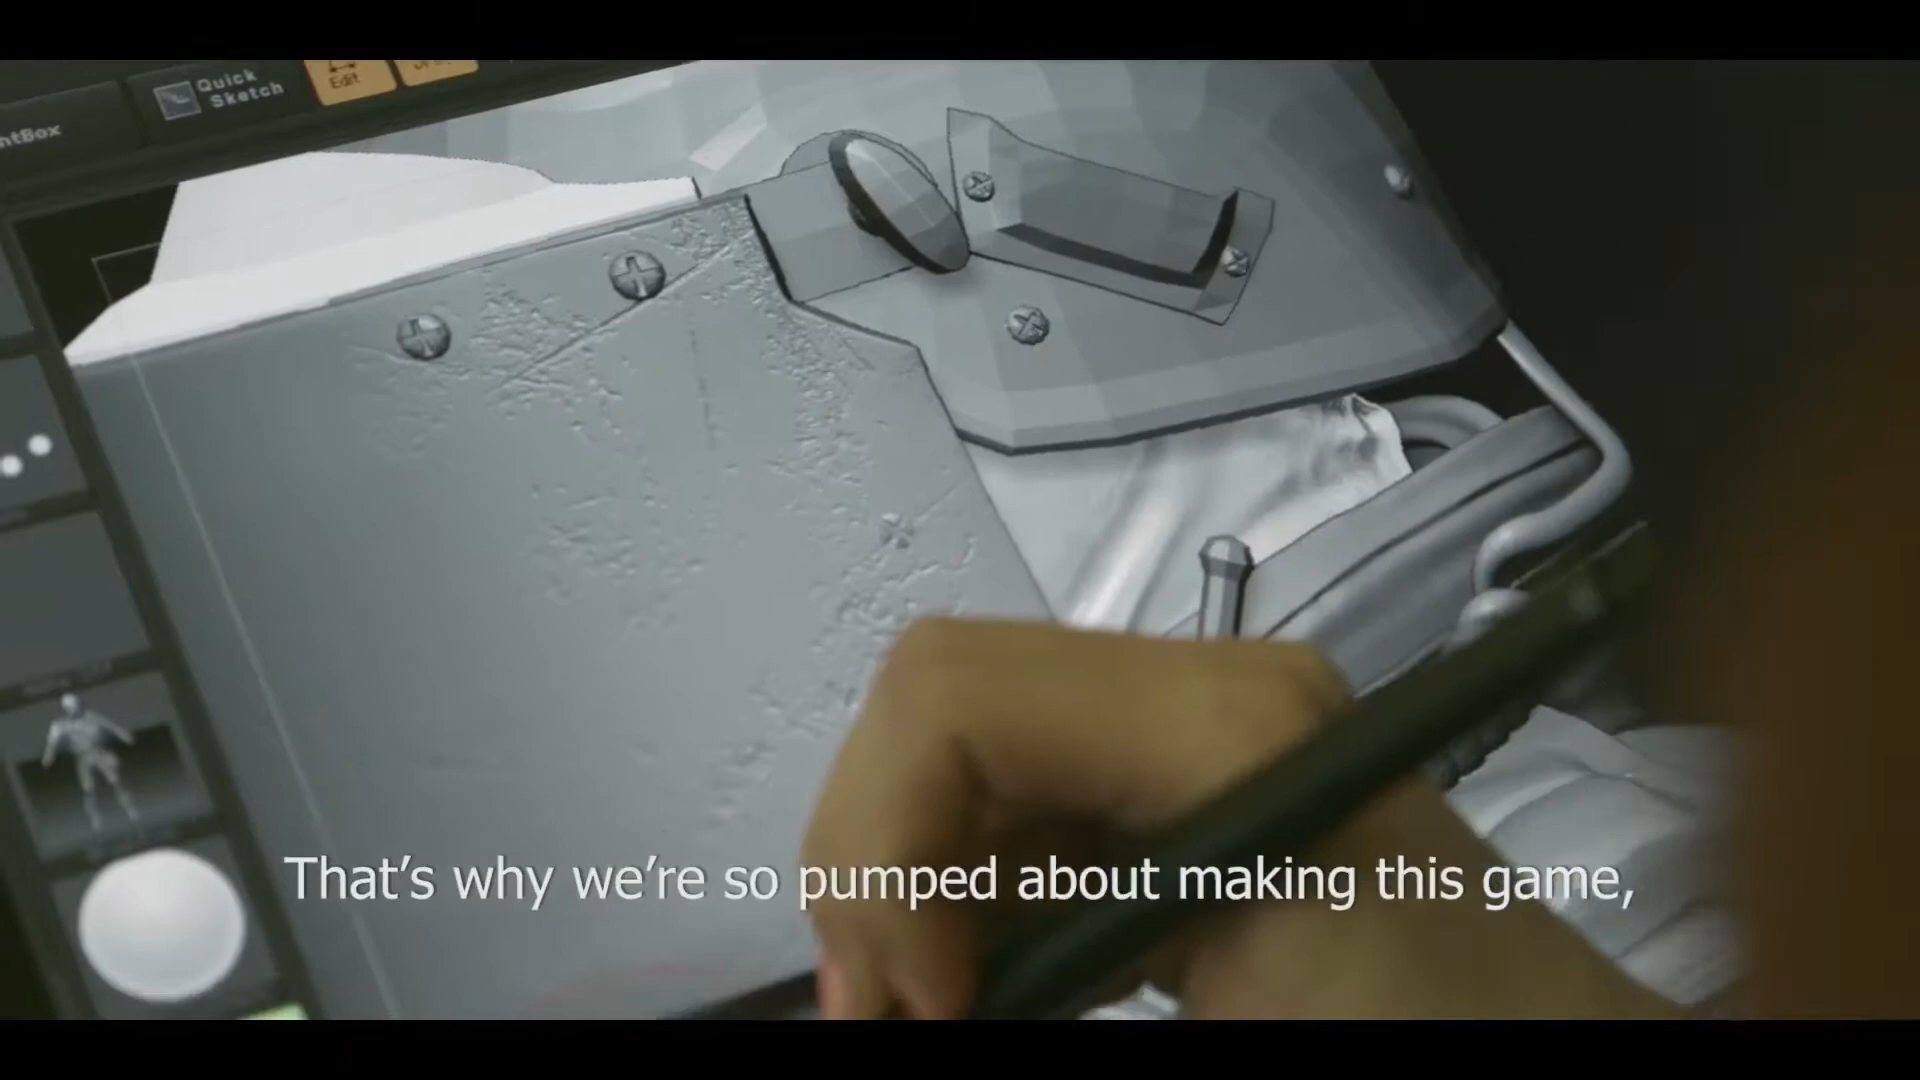 Quick
Sketch
Edit
ntBox
That’s why we’re so pumped about making this game,